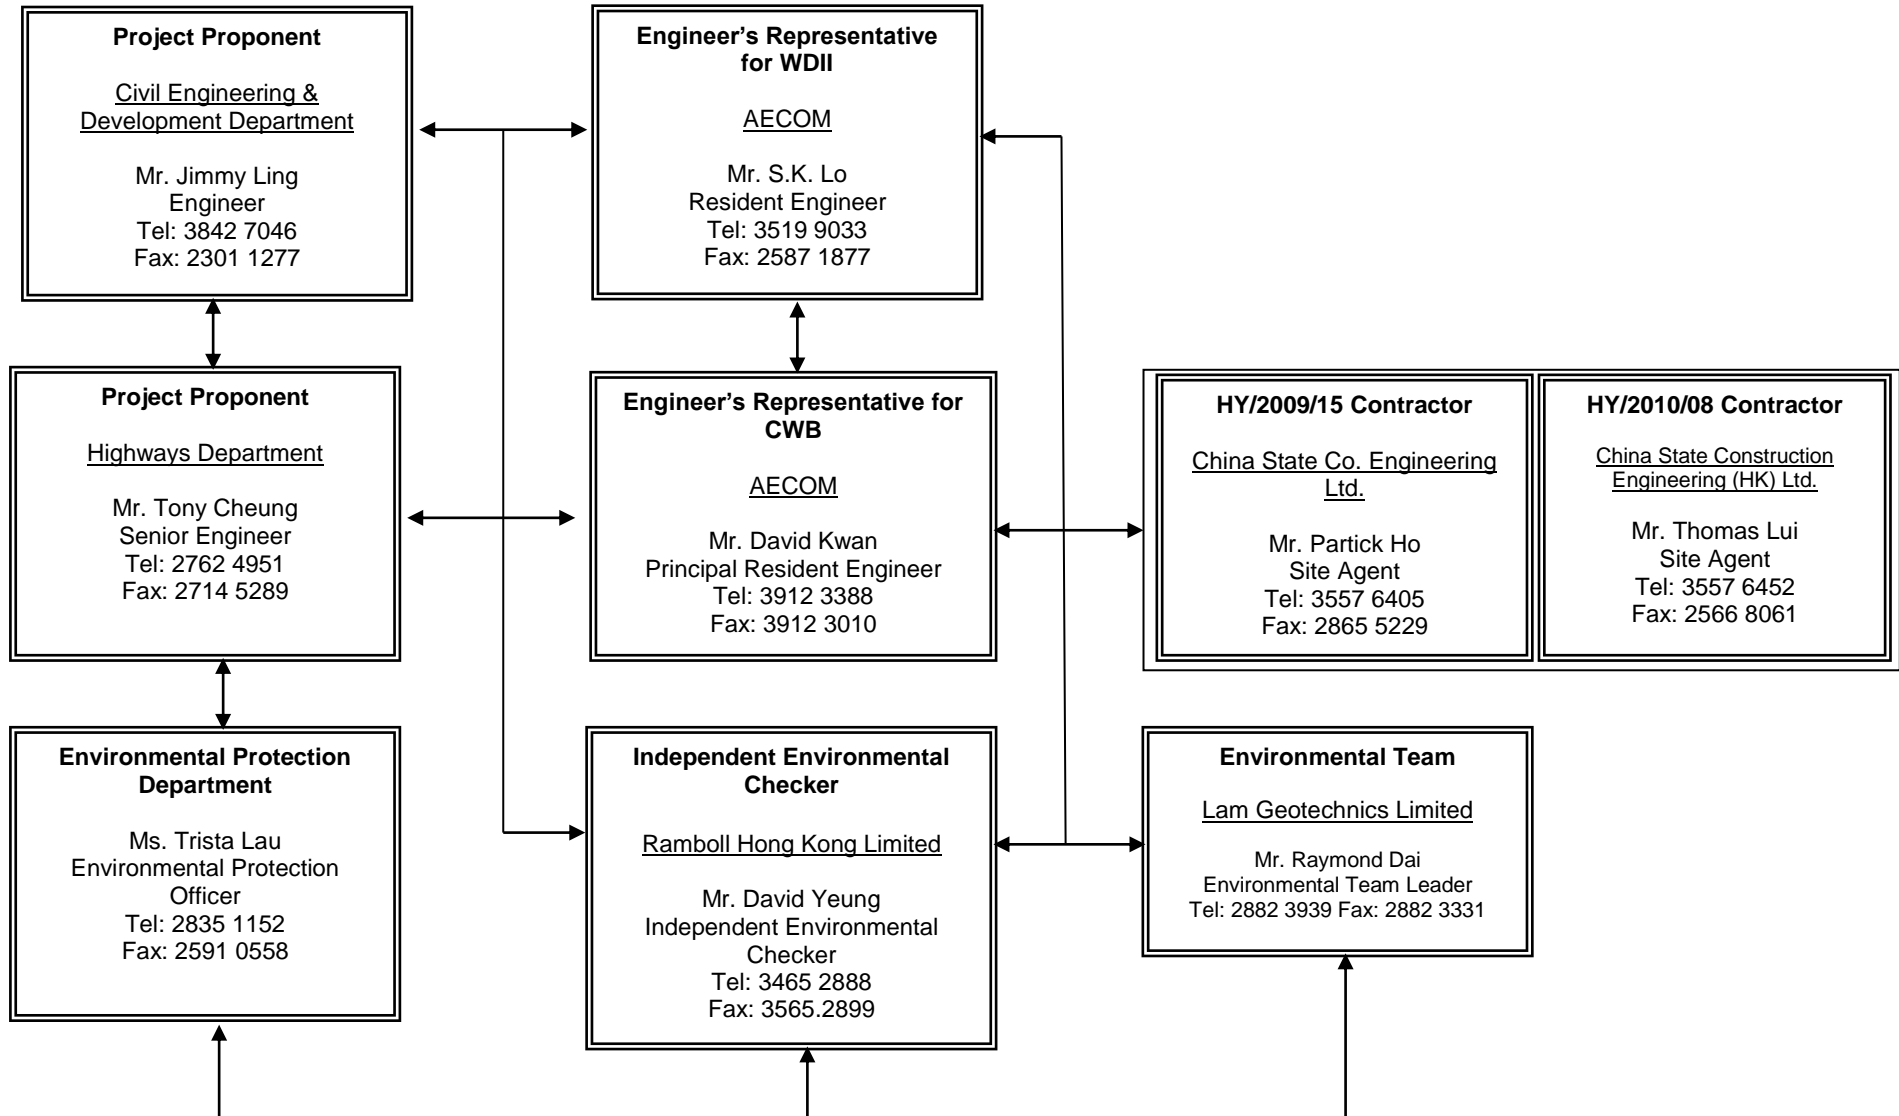 Project Proponent
Civil Engineering &
Development Department
Mr. Jimmy Ling
Engineer
Tel: 3842 7046
Fax: 2301 1277
Engineer’s Representative
for WDII
AECOM
Mr. S.K. Lo
Resident Engineer
Tel: 3519 9033
Fax: 2587 1877
Project Proponent
Highways Department
Mr. Tony Cheung
Senior Engineer
Tel: 2762 4951
Fax: 2714 5289
Engineer’s Representative for
CWB
AECOM
Mr. David Kwan
Principal Resident Engineer
Tel: 3912 3388
Fax: 3912 3010
HY/2009/15 Contractor
China State Co. Engineering
Ltd.
Mr. Partick Ho
Site Agent
Tel: 3557 6405
Fax: 2865 5229
HY/2010/08 Contractor
China State Construction
Engineering (HK) Ltd.
Mr. Thomas Lui
Site Agent
Tel: 3557 6452
Fax: 2566 8061
Environmental Protection
Department
Ms. Trista Lau
Environmental Protection
Officer
Tel: 2835 1152
Fax: 2591 0558
Independent Environmental
Checker
Ramboll Hong Kong Limited
Mr. David Yeung
Independent Environmental
Checker
Tel: 3465 2888
Fax: 3565.2899
Environmental Team
Lam Geotechnics Limited
Mr. Raymond Dai
Environmental Team Leader
Tel: 2882 3939 Fax: 2882 3331